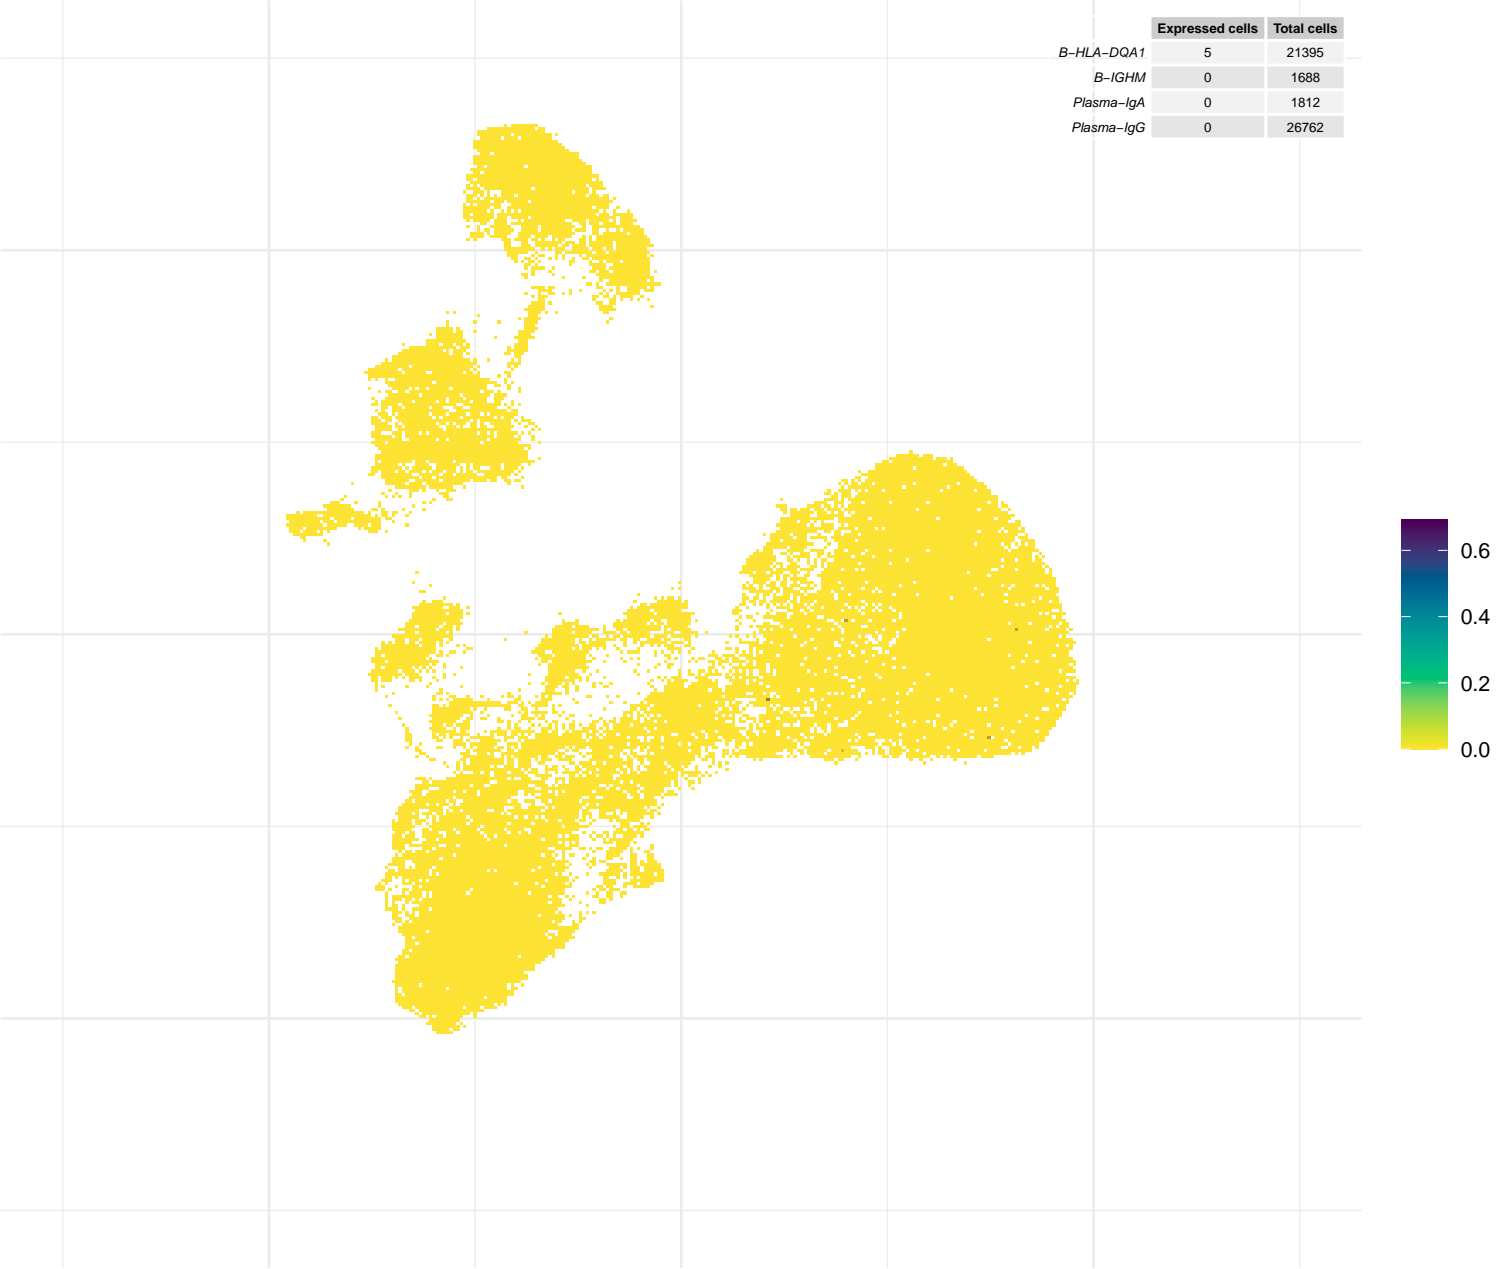 Expressed cells Total cells
B−HLA−DQA1 5 21395
B−IGHM 0 1688
Plasma−IgA 0 1812
Plasma−IgG 0 26762
0.6
0.4
0.2
0.0